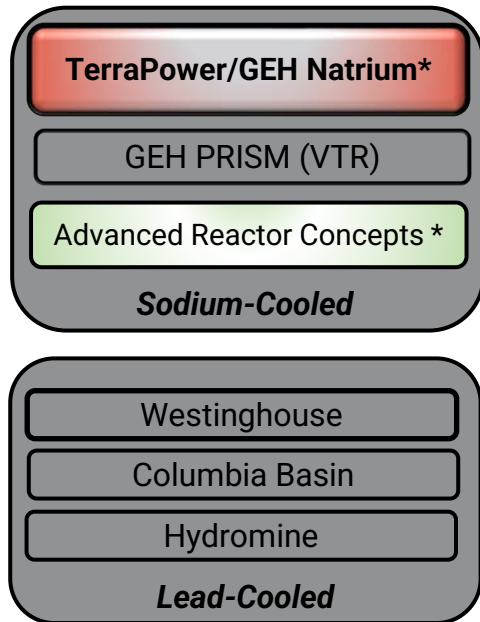 TerraPower/GEH Natrium*
GEH PRISM (VTR)
Advanced Reactor Concepts *
Sodium-Cooled
Westinghouse
Columbia Basin
Hydromine
Lead-Cooled